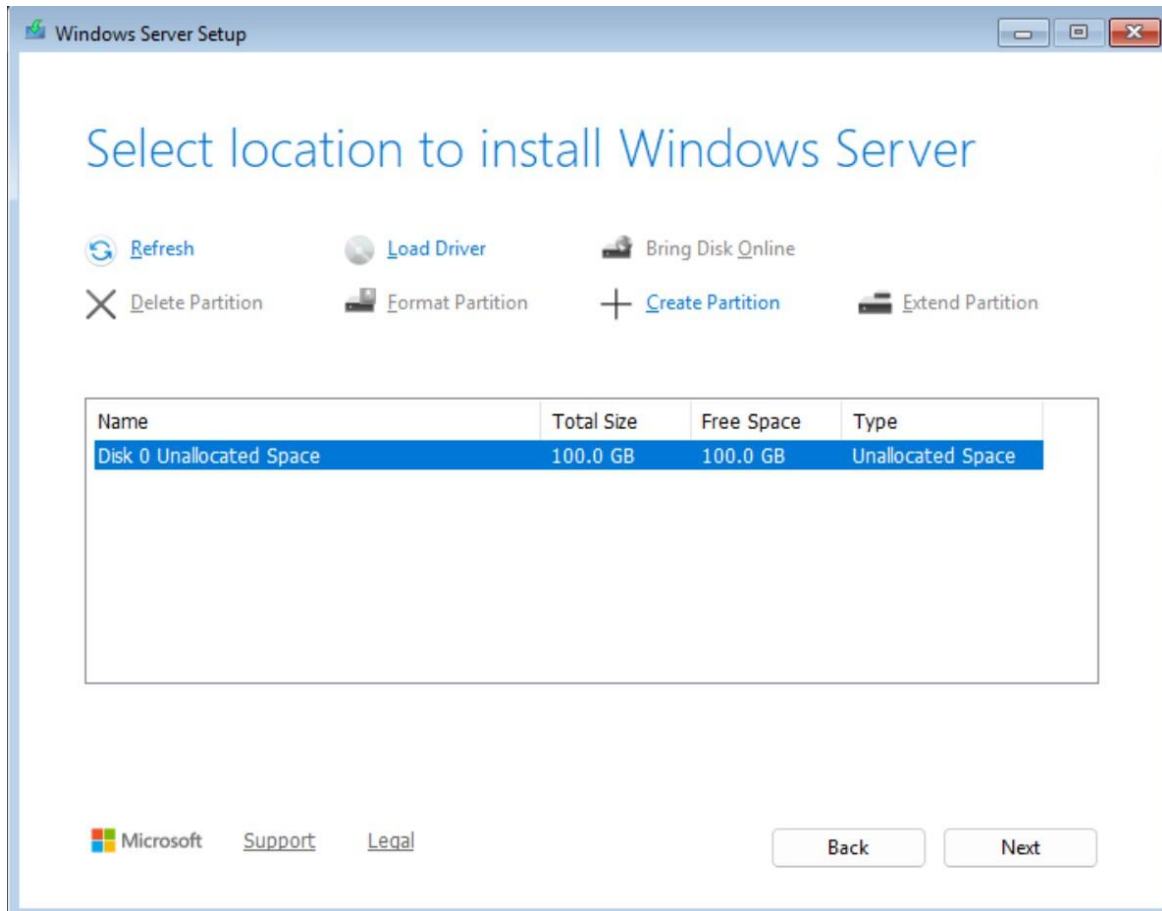 Windows Server Setup
Select location to install Windows Server
Refresh Load Driver Bring Disk Online
Delete Partition Format Partition Create Partition Extend Partition
Name Total Size Free Space Type
Disk 0 Unallocated Space 100.0 GB 100.0 GB Unallocated Space
Microsoft Support Legal Back Next